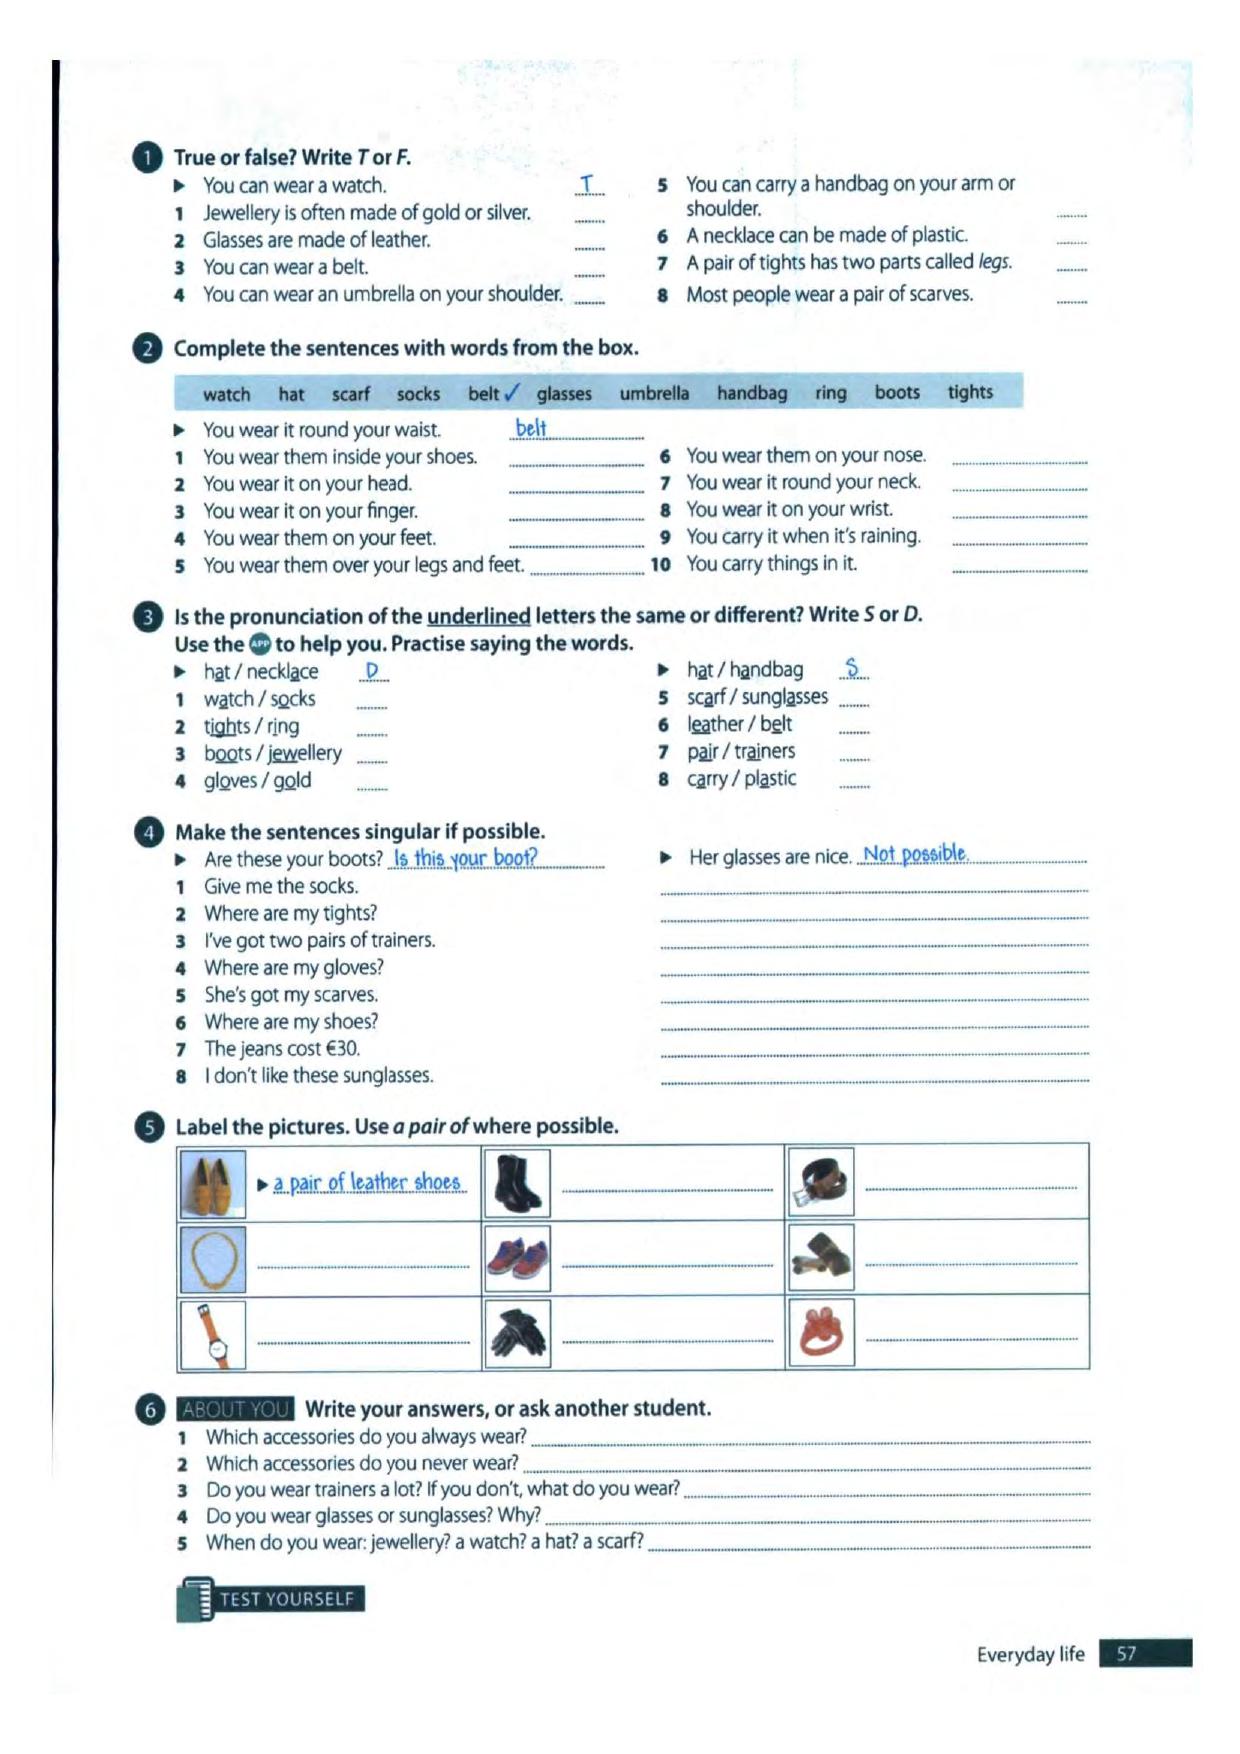 1 True or false? Write T or F.
▶ You can wear a watch. T
1 Jewellery is often made of gold or silver.
2 Glasses are made of leather.
3 You can wear a belt.
4 You can wear an umbrella on your shoulder.
5 You can carry a handbag on your arm or
shoulder.
6 A necklace can be made of plastic.
7 A pair of tights has two parts called legs.
8 Most people wear a pair of scarves.
2 Complete the sentences with words from the box.
watch hat scarf socks belt ✓ glasses umbrella handbag ring boots tights
▶ You wear it round your waist. belt
1 You wear them inside your shoes.
2 You wear it on your head.
3 You wear it on your finger.
4 You wear them on your feet.
5 You wear them over your legs and feet.
6 You wear them on your nose.
7 You wear it round your neck.
8 You wear it on your wrist.
9 You carry it when it's raining.
10 You carry things in it.
3 Is the pronunciation of the underlined letters the same or different? Write S or D.
Use the APP to help you. Practise saying the words.
▶ hat / necklace D
1 watch / socks
2 tights / ring
3 boots / jewellery
4 gloves / gold
▶ hat / handbag S
5 scarf / sunglasses
6 leather / belt
7 pair / trainers
8 carry / plastic
4 Make the sentences singular if possible.
▶ Are these your boots? Is this your boot?
▶ Her glasses are nice. Not possible.
1 Give me the socks.
2 Where are my tights?
3 I've got two pairs of trainers.
4 Where are my gloves?
5 She's got my scarves.
6 Where are my shoes?
7 The jeans cost €30.
8 I don't like these sunglasses.
5 Label the pictures. Use a pair of where possible.
▶ a pair of leather shoes
6 ABOUT YOU Write your answers, or ask another student.
1 Which accessories do you always wear?
2 Which accessories do you never wear?
3 Do you wear trainers a lot? If you don't, what do you wear?
4 Do you wear glasses or sunglasses? Why?
5 When do you wear: jewellery? a watch? a hat? a scarf?
TEST YOURSELF
Everyday life 57